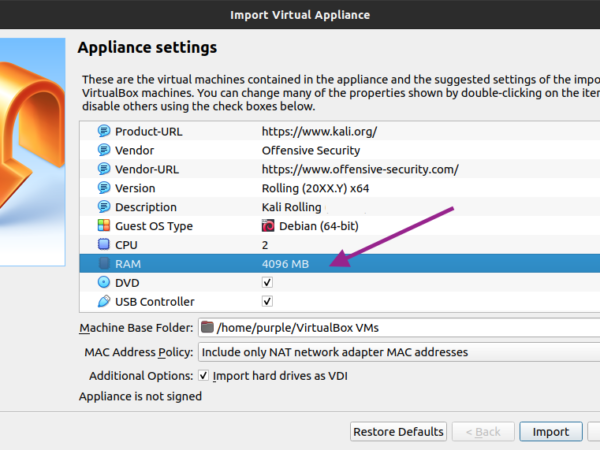 Import Virtual Appliance
Appliance settings
These are the virtual machines contained in the appliance and the suggested settings of the
VirtualBox machines. You can change many of the properties shown by double-clicking on the
disable others using the check boxes below.
Product-URL https://www.kali.org/
Vendor Offensive Security
Vendor-URL https://www.offensive-security.com/
Version Rolling (20XX.Y) x64
Description Kali Rolling
Guest OS Type Debian (64-bit)
CPU 2
RAM 4096 MB
DVD
USB Controller
Machine Base Folder: /home/purple/VirtualBox VMs
MAC Address Policy: Include only NAT network adapter MAC addresses
Additional Options: Import hard drives as VDI
Appliance is not signed
Restore Defaults < Back Import